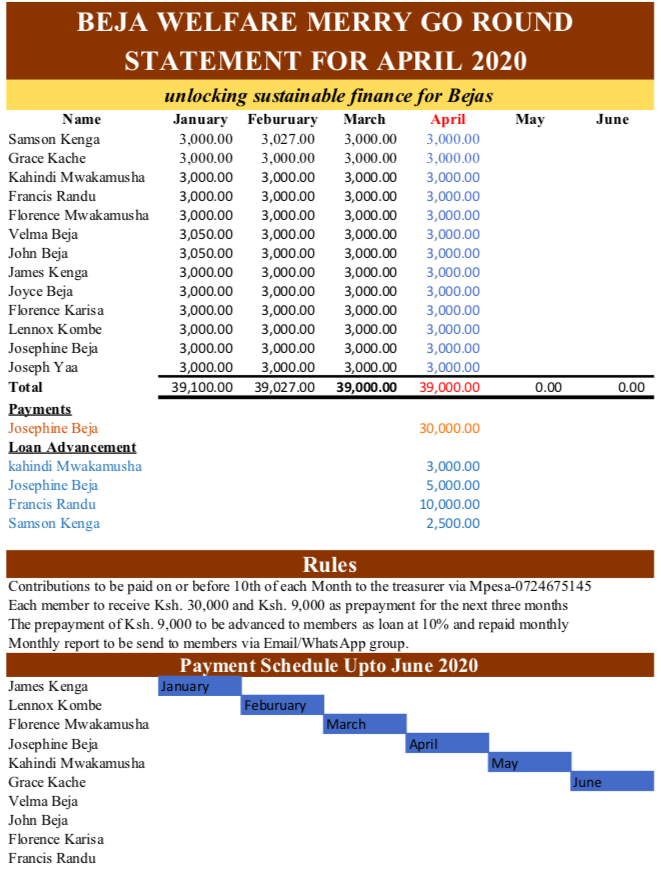 BEJA WELFARE MERRY GO ROUND
STATEMENT FOR APRIL 2020
unlocking sustainable finance for Bejas
Name January Feburuary March April May June
Samson Kenga 3,000.00 3,027.00 3,000.00 3,000.00
Grace Kache 3,000.00 3,000.00 3,000.00 3,000.00
Kahindi Mwakamusha 3,000.00 3,000.00 3,000.00 3,000.00
Francis Randu 3,000.00 3,000.00 3,000.00 3,000.00
Florence Mwakamusha 3,000.00 3,000.00 3,000.00 3,000.00
Velma Beja 3,050.00 3,000.00 3,000.00 3,000.00
John Beja 3,050.00 3,000.00 3,000.00 3,000.00
James Kenga 3,000.00 3,000.00 3,000.00 3,000.00
Joyce Beja 3,000.00 3,000.00 3,000.00 3,000.00
Florence Karisa 3,000.00 3,000.00 3,000.00 3,000.00
Lennox Kombe 3,000.00 3,000.00 3,000.00 3,000.00
Josephine Beja 3,000.00 3,000.00 3,000.00 3,000.00
Joseph Yaa 3,000.00 3,000.00 3,000.00 3,000.00
Total 39,100.00 39,027.00 39,000.00 39,000.00 0.00 0.00
Payments
Josephine Beja 30,000.00
Loan Advancement
kahindi Mwakamusha 3,000.00
Josephine Beja 5,000.00
Francis Randu 10,000.00
Samson Kenga 2,500.00
Rules
Contributions to be paid on or before 10th of each Month to the treasurer via Mpesa-0724675145
Each member to receive Ksh. 30,000 and Ksh. 9,000 as prepayment for the next three months
The prepayment of Ksh. 9,000 to be advanced to members as loan at 10% and repaid monthly
Monthly report to be send to members via Email/WhatsApp group.
Payment Schedule Upto June 2020
James Kenga January
Lennox Kombe Feburuary
Florence Mwakamusha March
Josephine Beja April
Kahindi Mwakamusha May
Grace Kache June
Velma Beja
John Beja
Florence Karisa
Francis Randu